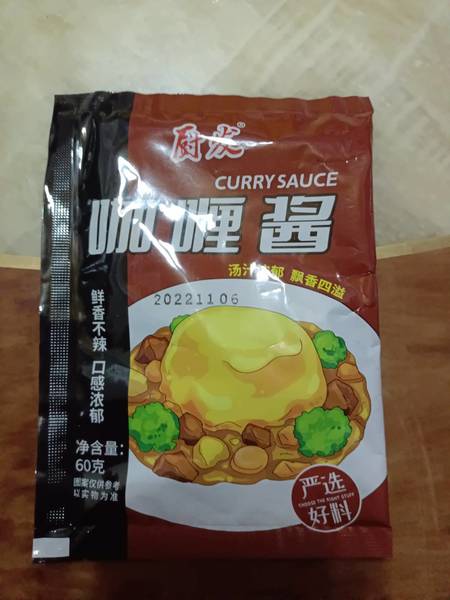 厨发®
CURRY SAUCE
咖喱酱
汤汁浓郁 飘香四溢
20221106
鲜香不辣 口感浓郁
净含量:
60克
图案仅供参考
以实物为准
严选
CHOOSE THE RIGHT STUFF
好料